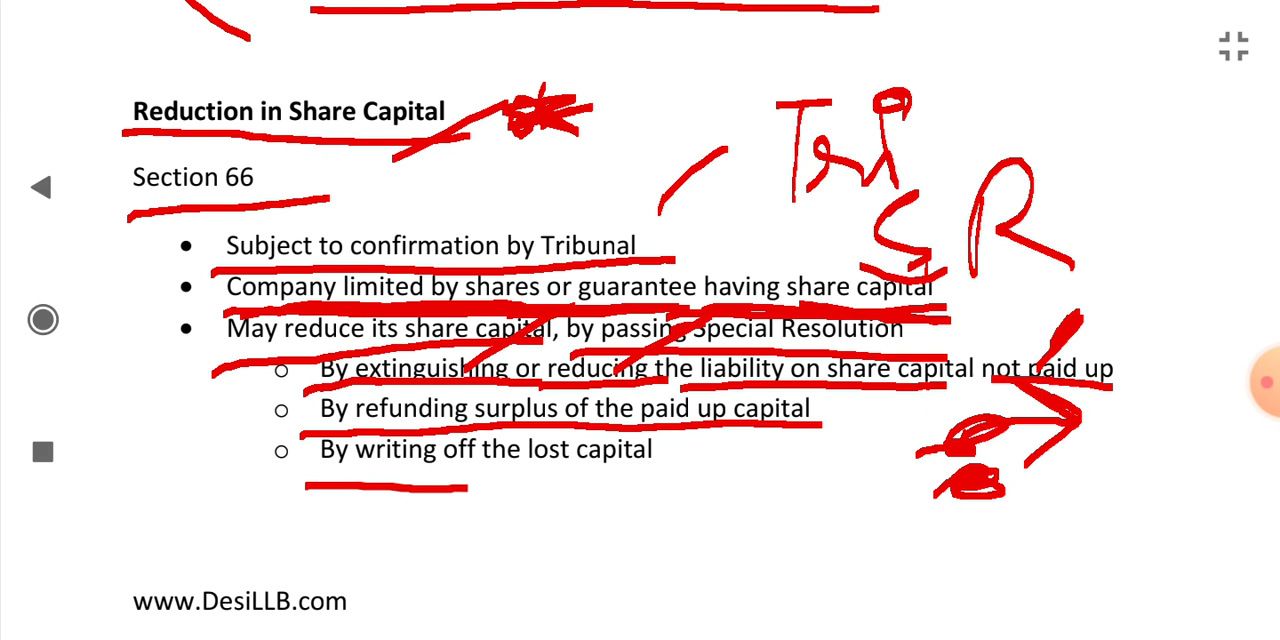 Reduction in Share Capital
Section 66
Tri
S R
• Subject to confirmation by Tribunal
• Company limited by shares or guarantee having share capital
• May reduce its share capital, by passing Special Resolution
o By extinguishing or reducing the liability on share capital not paid up
o By refunding surplus of the paid up capital
o By writing off the lost capital
www.DesiLLB.com